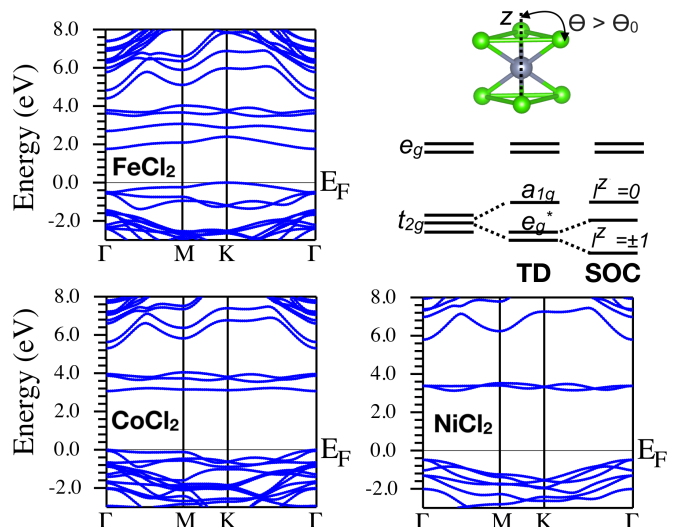 8.0
6.0
4.0
2.0
0.0
-2.0
Energy (eV)
FeCl2
EF
Γ M K Γ
z
Θ > Θ0
eg
t2g
a1g
eg*
lz =0
lz =±1
TD SOC
8.0
6.0
4.0
2.0
0.0
-2.0
Energy (eV)
CoCl2
EF
Γ M K Γ
8.0
6.0
4.0
2.0
0.0
-2.0
NiCl2
EF
Γ M K Γ